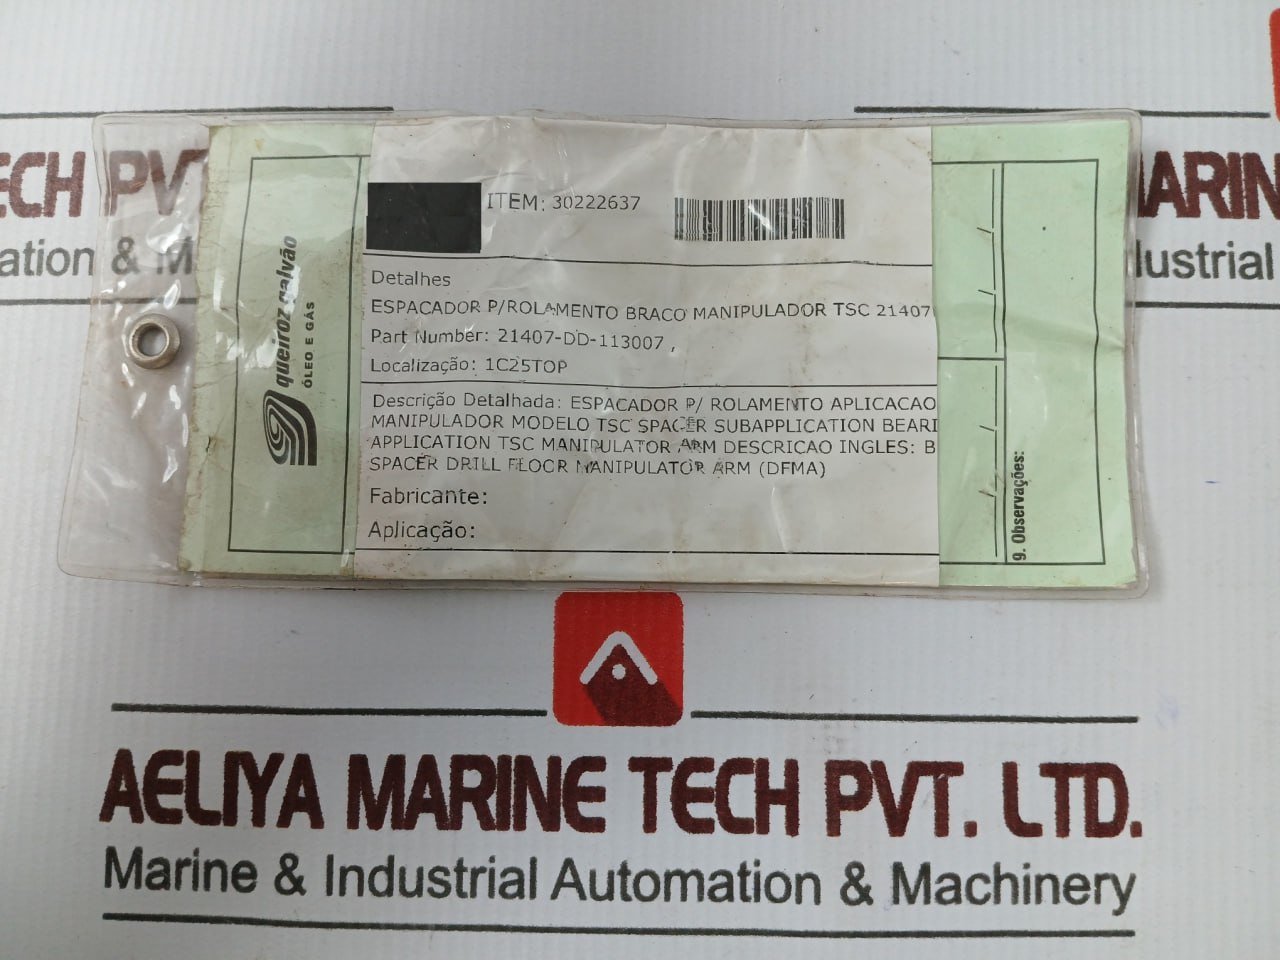 ECH PVT
ation & M
MARIN
dustrial
queiroz galvão
ÓLEO E GÁS
ITEM: 30222637
Detalhes
ESPACADOR P/ROLAMENTO BRACO MANIPULADOR TSC 21407
Part Number: 21407-DD-113007 ,
Localização: 1C25TOP
Descrição Detalhada: ESPACADOR P/ ROLAMENTO APLICACAO
MANIPULADOR MODELO TSC SPACER SUBAPPLICATION BEARI
APPLICATION TSC MANIPULATOR ARM DESCRICAO INGLES: B
SPACER DRILL FLOOR MANIPULATOR ARM (DFMA)
Fabricante:
Aplicação:
9. Observações:
AELIYA MARINE TECH PVT. LTD.
Marine & Industrial Automation & Machinery